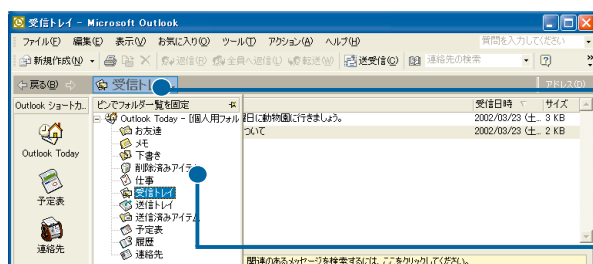 受信トレイ - Microsoft Outlook
ファイル(F) 編集(E) 表示(V) お気に入り(O) ツール(T) アクション(A) ヘルプ(H) 質問を入力してください
新規作成(N) 返信(R) 全員へ返信(L) 転送(W) 送受信(C) 連絡先の検索
戻る(B) 受信トレイ アドレス(D)
Outlook ショートカ.. ピンでフォルダ一覧を固定 受信日時 サイズ
Outlook Today - [個人用フォル 曜日に動物園に行きましょう。 2002/03/23 (土... 3 KB
お友達 ついて 2002/03/23 (土... 2 KB
メモ
Outlook Today 下書き
削除済みアイテム
仕事
受信トレイ
予定表 送信トレイ
送信済みアイテム
予定表
履歴
連絡先 連絡先
関連のあるメッセージを検索するには、ここをクリックしてください。